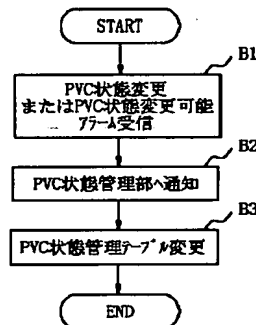 START
B1
PVC状態変更
またはPVC状態変更可能
アラーム受信
B2
PVC状態管理部へ通知
B3
PVC状態管理テーブル変更
END